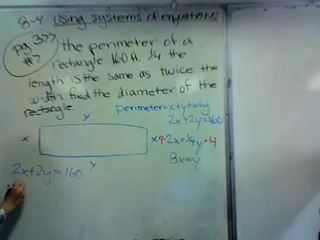 8-4 Using systems of equations
pg 377
#7
the perimeter of a
rectangle 160 ft. 1/4 the
length is the same as twice the
width. find the diameter of the
rectangle.
perimeter=x+y+x+y
2x+2y=160
y
x
x
4·2x=1/4y·4
8x=y
y
2x+2y=160